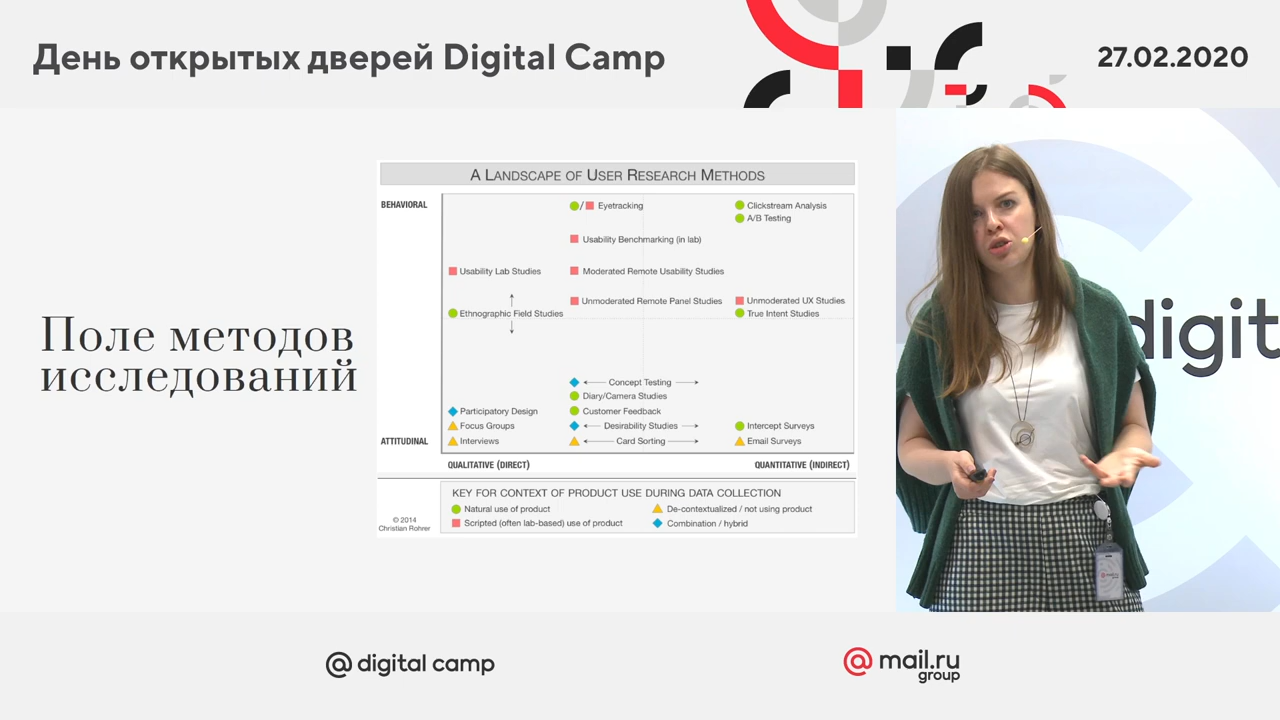 День открытых дверей Digital Camp
27.02.2020
Поле методов
исследований
A LANDSCAPE OF USER RESEARCH METHODS
BEHAVIORAL
/ Eyetracking
Clickstream Analysis
A/B Testing
Usability Benchmarking (in lab)
Usability Lab Studies
Moderated Remote Usability Studies
Unmoderated Remote Panel Studies
Unmoderated UX Studies
Ethnographic Field Studies
True Intent Studies
Concept Testing
Diary/Camera Studies
Participatory Design
Customer Feedback
Focus Groups
Desirability Studies
Intercept Surveys
ATTITUDINAL
Interviews
Card Sorting
Email Surveys
QUALITATIVE (DIRECT)
QUANTITATIVE (INDIRECT)
KEY FOR CONTEXT OF PRODUCT USE DURING DATA COLLECTION
Natural use of product
De-contextualized / not using product
Scripted (often lab-based) use of product
Combination / hybrid
© 2014
Christian Rohrer
digit
@ digital camp
@ mail.ru
group